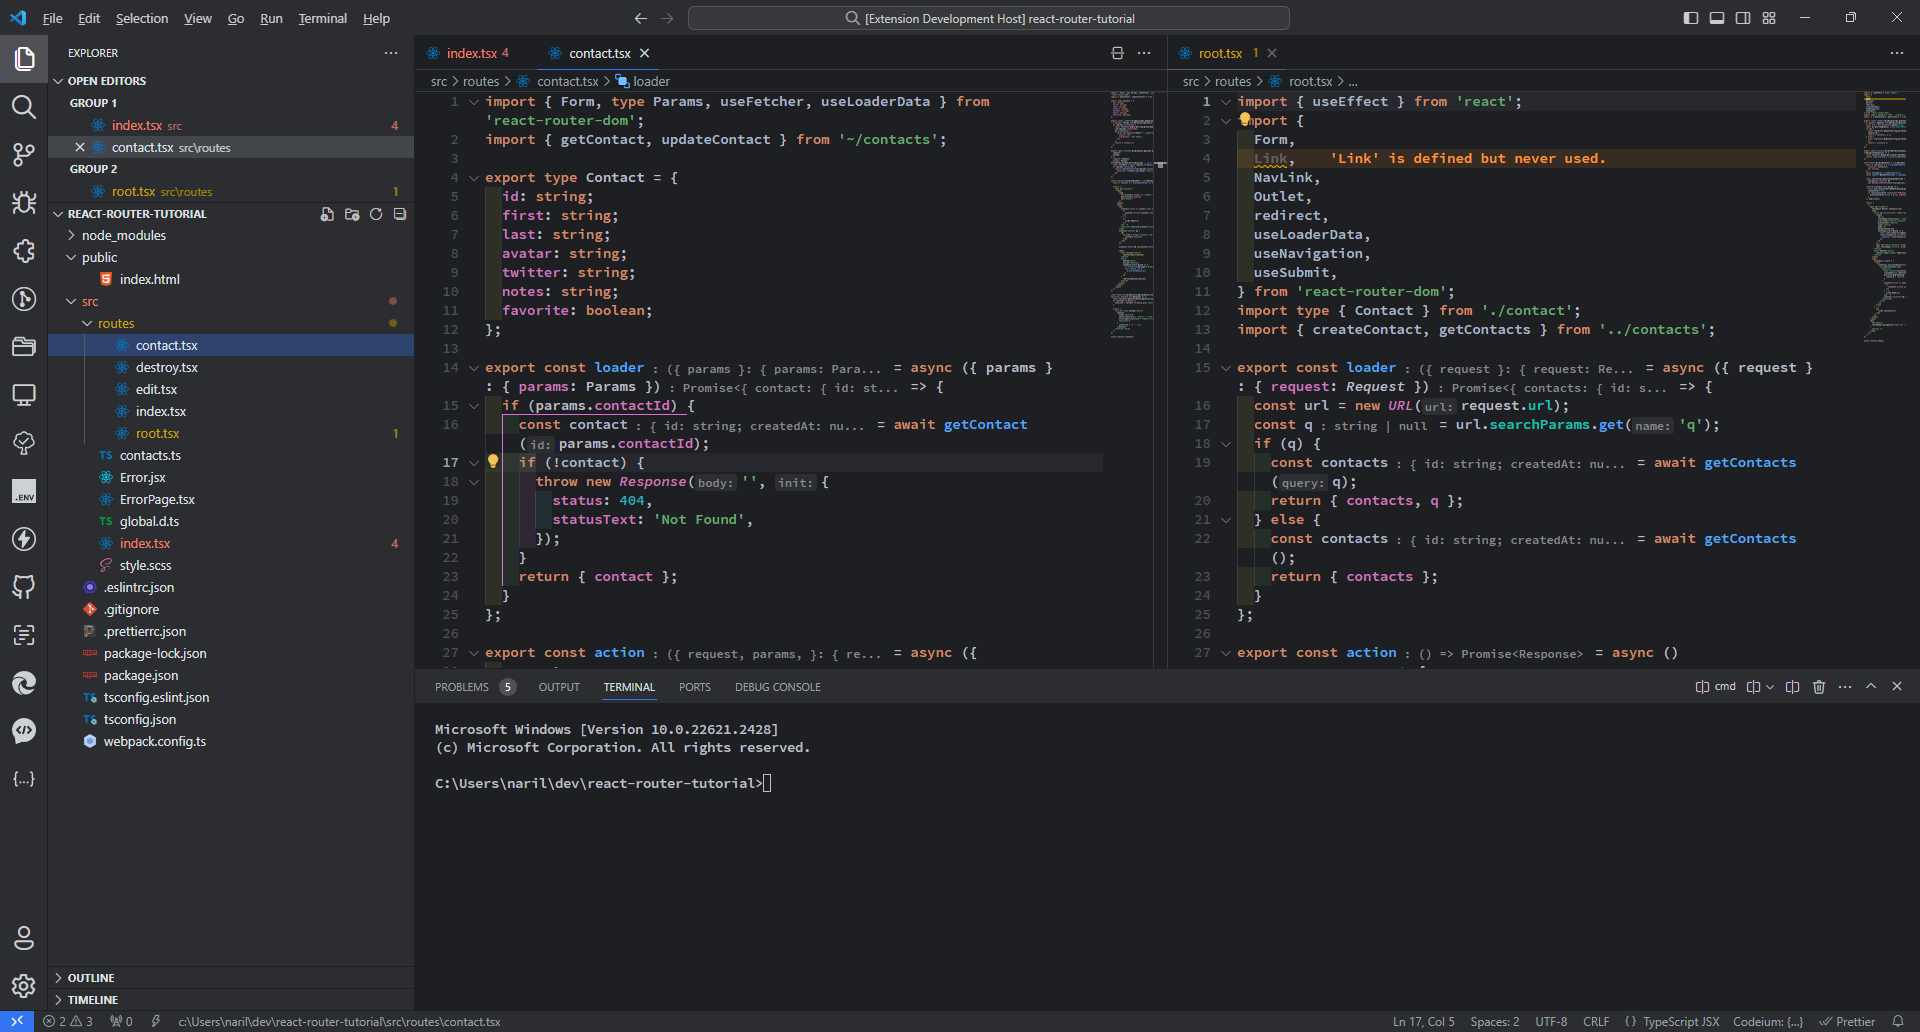 File Edit Selection View Go Run Terminal Help
[Extension Development Host] react-router-tutorial
EXPLORER
OPEN EDITORS
GROUP 1
index.tsx src 4
contact.tsx src\routes
GROUP 2
root.tsx src\routes 1
REACT-ROUTER-TUTORIAL
node_modules
public
index.html
src
routes
contact.tsx
destroy.tsx
edit.tsx
index.tsx
root.tsx 1
TS contacts.ts
Error.jsx
ErrorPage.tsx
TS global.d.ts
index.tsx 4
style.scss
.eslintrc.json
.gitignore
.prettierrc.json
package-lock.json
package.json
TS tsconfig.eslint.json
TS tsconfig.json
webpack.config.ts
.ENV
OUTLINE
TIMELINE
index.tsx 4
contact.tsx
src > routes > contact.tsx > loader
1 import { Form, type Params, useFetcher, useLoaderData } from
'react-router-dom';
2 import { getContact, updateContact } from '~/contacts';
3
4 export type Contact = {
5 id: string;
6 first: string;
7 last: string;
8 avatar: string;
9 twitter: string;
10 notes: string;
11 favorite: boolean;
12 };
13
14 export const loader : ({ params }: { params: Para... = async ({ params }
: { params: Params }) : Promise<{ contact: { id: st... => {
15 if (params.contactId) {
16 const contact : { id: string; createdAt: nu... = await getContact
(id: params.contactId);
17 if (!contact) {
18 throw new Response(body: '', init: {
19 status: 404,
20 statusText: 'Not Found',
21 });
22 }
23 return { contact };
24 }
25 };
26
27 export const action : ({ request, params, }: { re... = async ({
root.tsx 1
src > routes > root.tsx > ...
1 import { useEffect } from 'react';
2 import {
3 Form,
4 Link, 'Link' is defined but never used.
5 NavLink,
6 Outlet,
7 redirect,
8 useLoaderData,
9 useNavigation,
10 useSubmit,
11 } from 'react-router-dom';
12 import type { Contact } from './contact';
13 import { createContact, getContacts } from '../contacts';
14
15 export const loader : ({ request }: { request: Re... = async ({ request }
: { request: Request }) : Promise<{ contacts: { id: s... => {
16 const url = new URL(url: request.url);
17 const q : string | null = url.searchParams.get(name: 'q');
18 if (q) {
19 const contacts : { id: string; createdAt: nu... = await getContacts
(query: q);
20 return { contacts, q };
21 } else {
22 const contacts : { id: string; createdAt: nu... = await getContacts
();
23 return { contacts };
24 }
25 };
26
27 export const action : () => Promise<Response> = async ()
PROBLEMS 5 OUTPUT TERMINAL PORTS DEBUG CONSOLE
cmd
Microsoft Windows [Version 10.0.22621.2428]
(c) Microsoft Corporation. All rights reserved.
C:\Users\naril\dev\react-router-tutorial>
2 3 0 c:\Users\naril\dev\react-router-tutorial\src\routes\contact.tsx
Ln 17, Col 5 Spaces: 2 UTF-8 CRLF {} TypeScript JSX Codeium: {...} Prettier